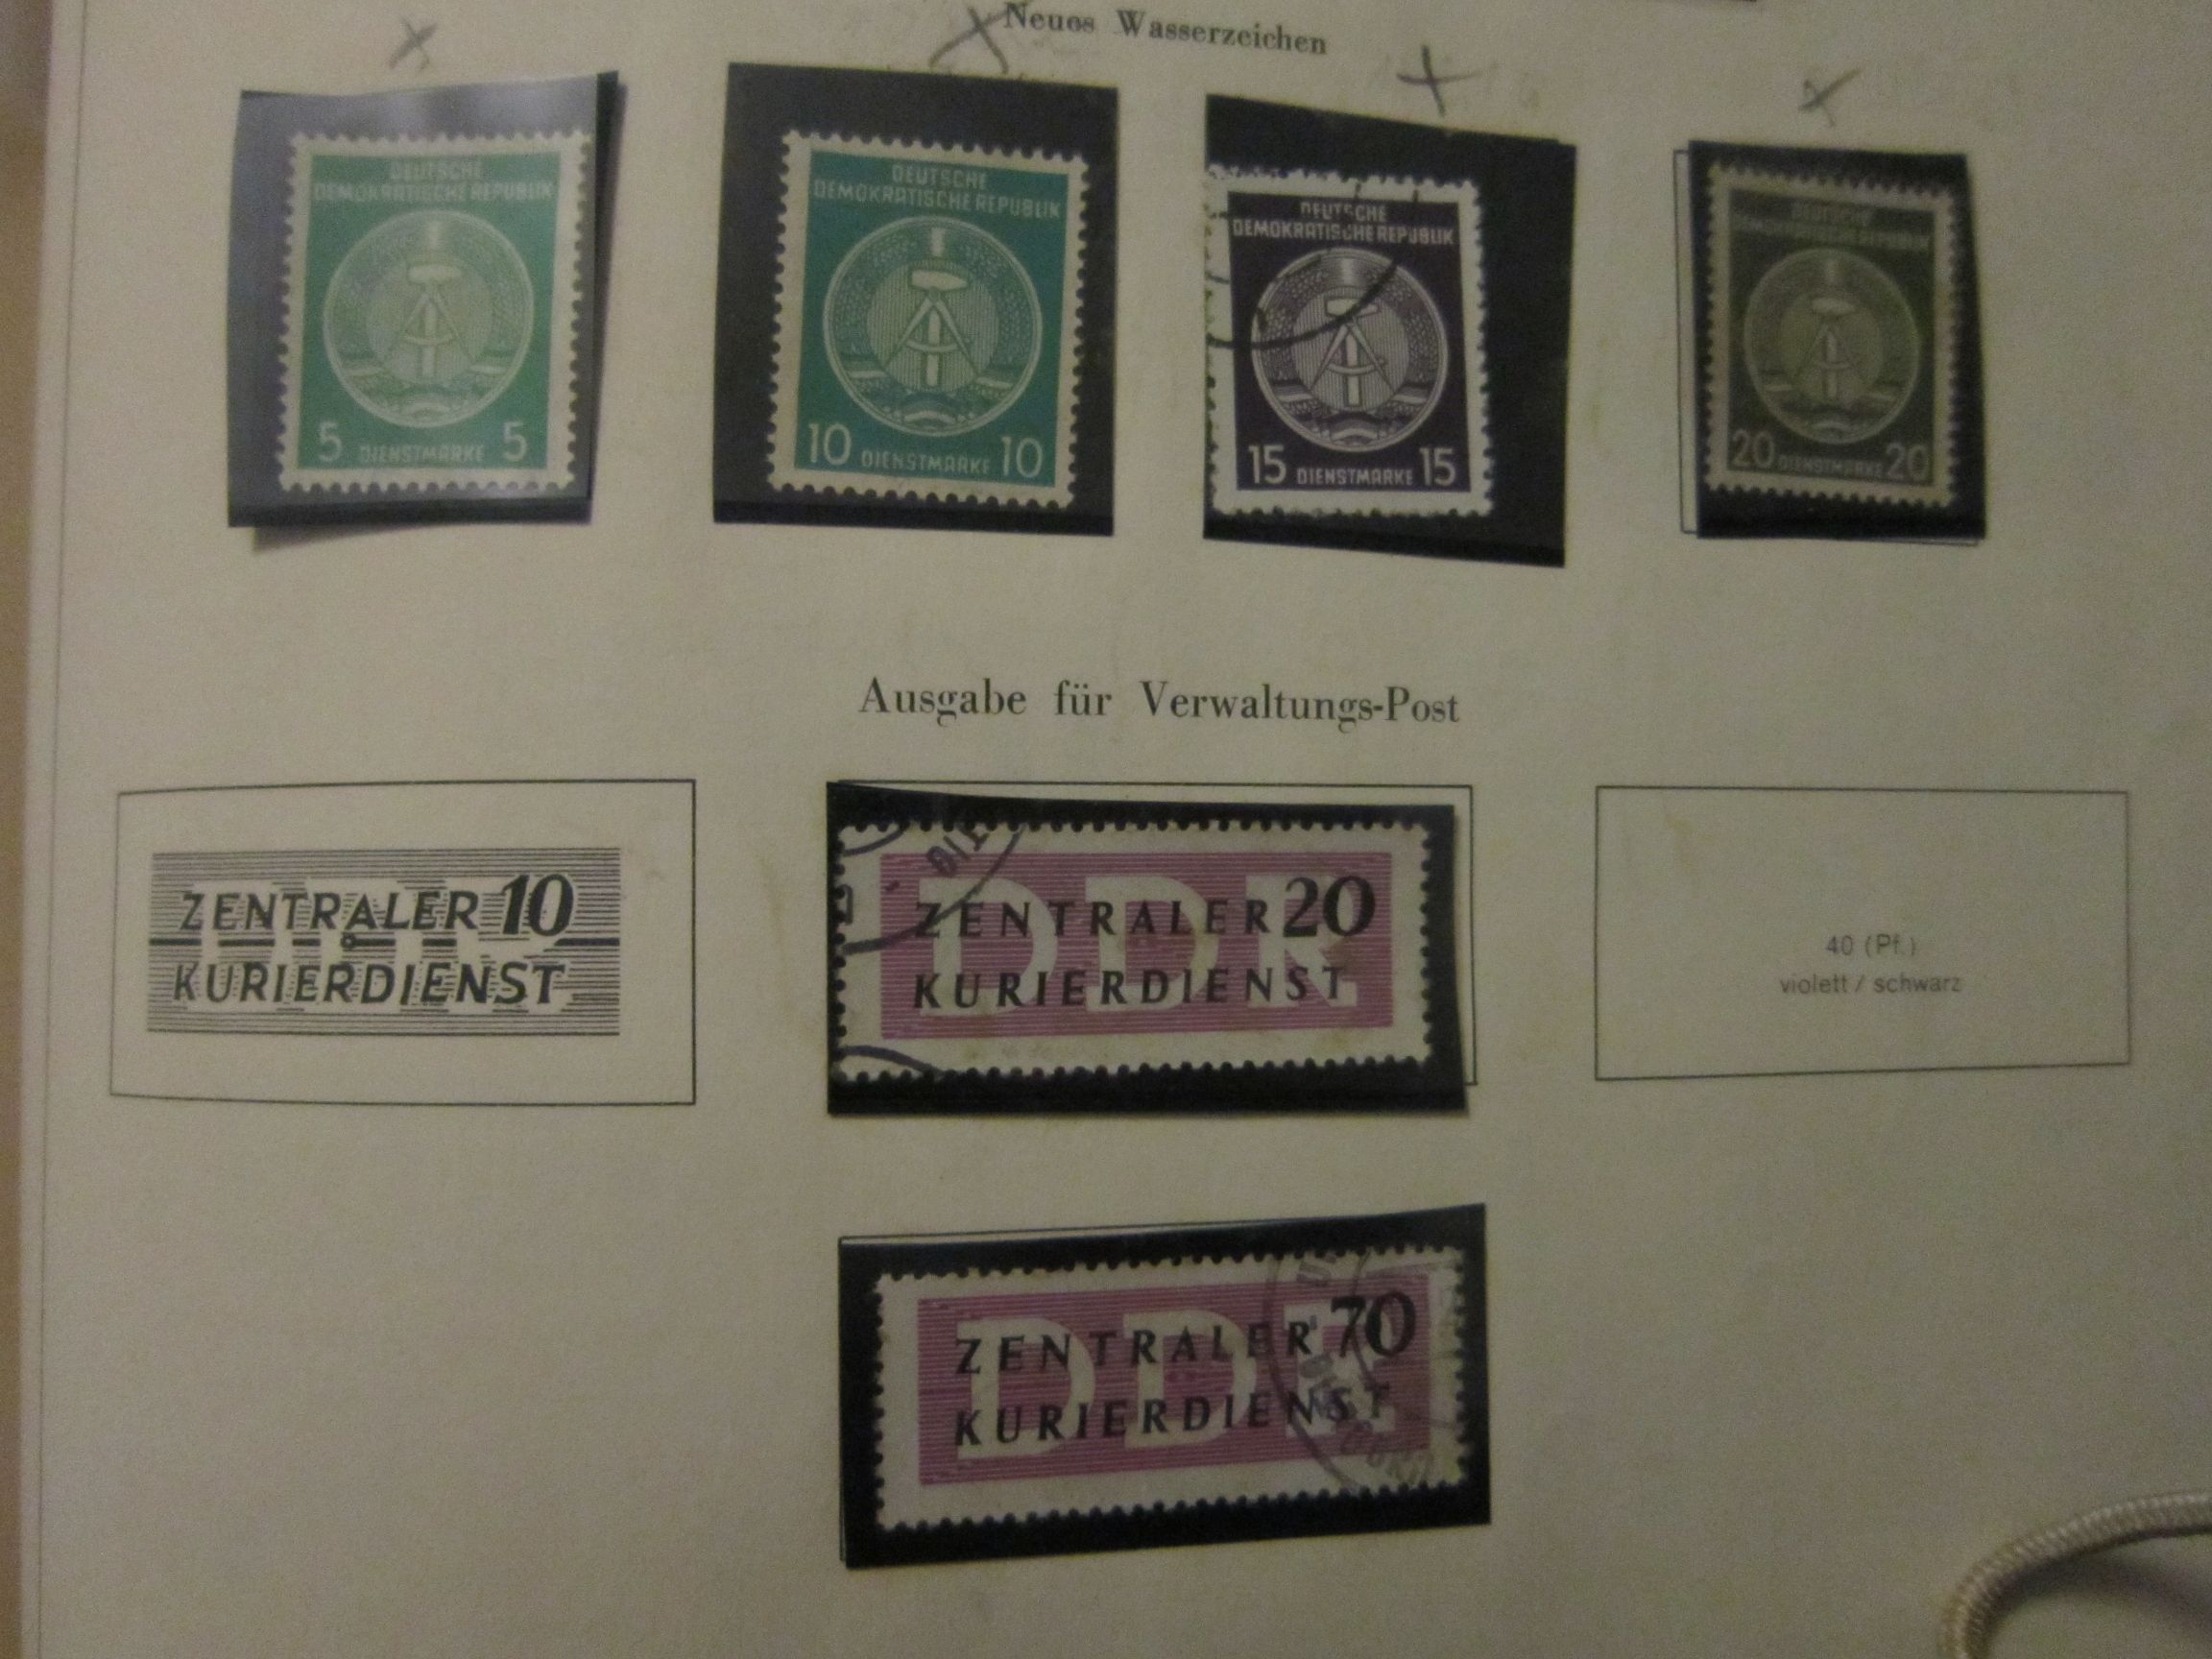 Neues Wasserzeichen
DEUTSCHE
DEMOKRATISCHE REPUBLIK
5 DIENSTMARKE 5
DEUTSCHE
DEMOKRATISCHE REPUBLIK
10 DIENSTMARKE 10
DEUTSCHE
DEMOKRATISCHE REPUBLIK
15 DIENSTMARKE 15
DEUTSCHE
DEMOKRATISCHE REPUBLIK
20 DIENSTMARKE 20
Ausgabe für Verwaltungs-Post
ZENTRALER 10
KURIERDIENST
DDR
ZENTRALER 20
KURIERDIENST
40 (Pf.)
violett / schwarz
DDR
ZENTRALER 70
KURIERDIENST